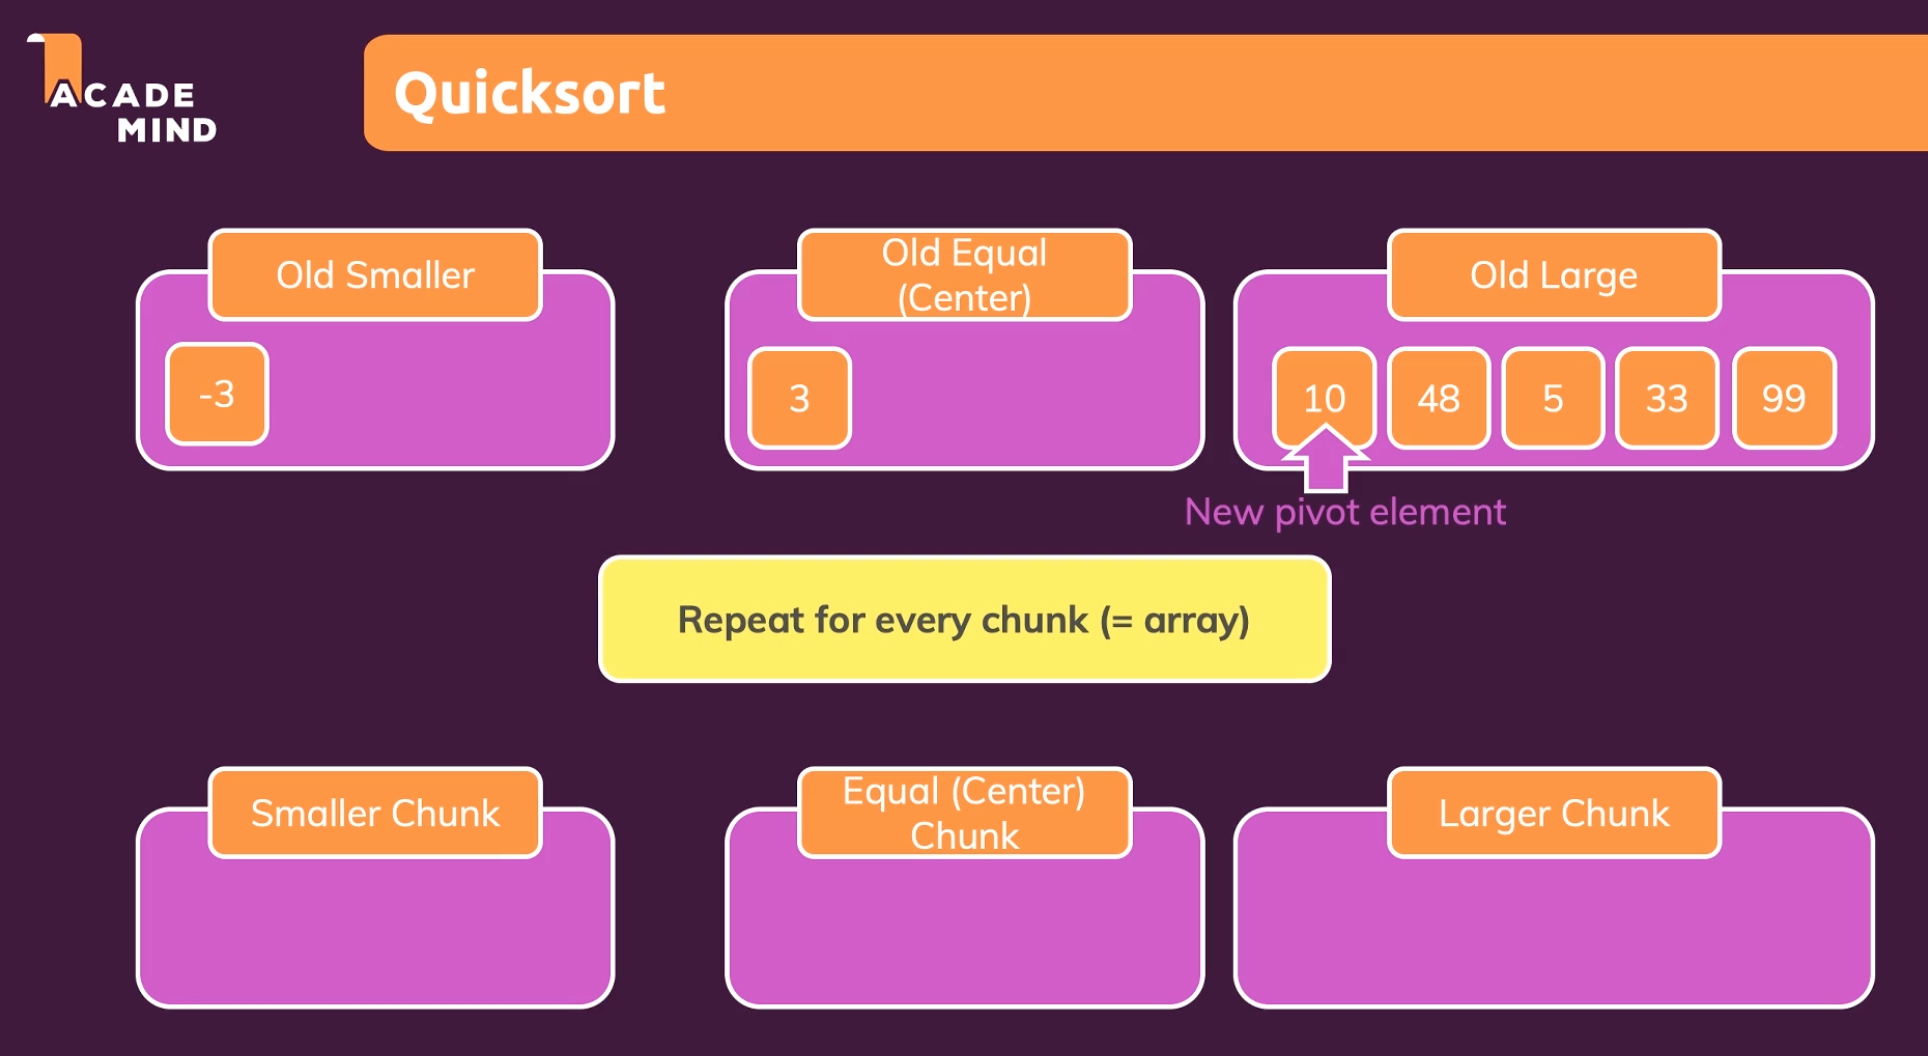 ACADE
MIND
Quicksort
Old Smaller
Old Equal
(Center)
Old Large
-3
3
10
48
5
33
99
New pivot element
Repeat for every chunk (= array)
Smaller Chunk
Equal (Center)
Chunk
Larger Chunk